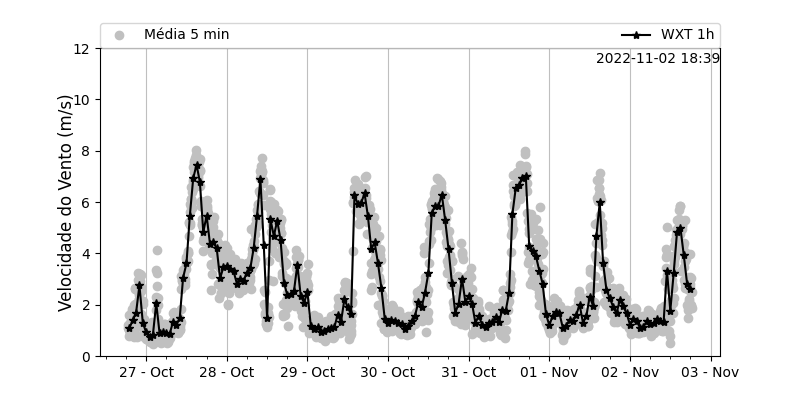 Média 5 min
WXT 1h
2022-11-02 18:39
Velocidade do Vento (m/s)
12
10
8
6
4
2
0
27 - Oct
28 - Oct
29 - Oct
30 - Oct
31 - Oct
01 - Nov
02 - Nov
03 - Nov